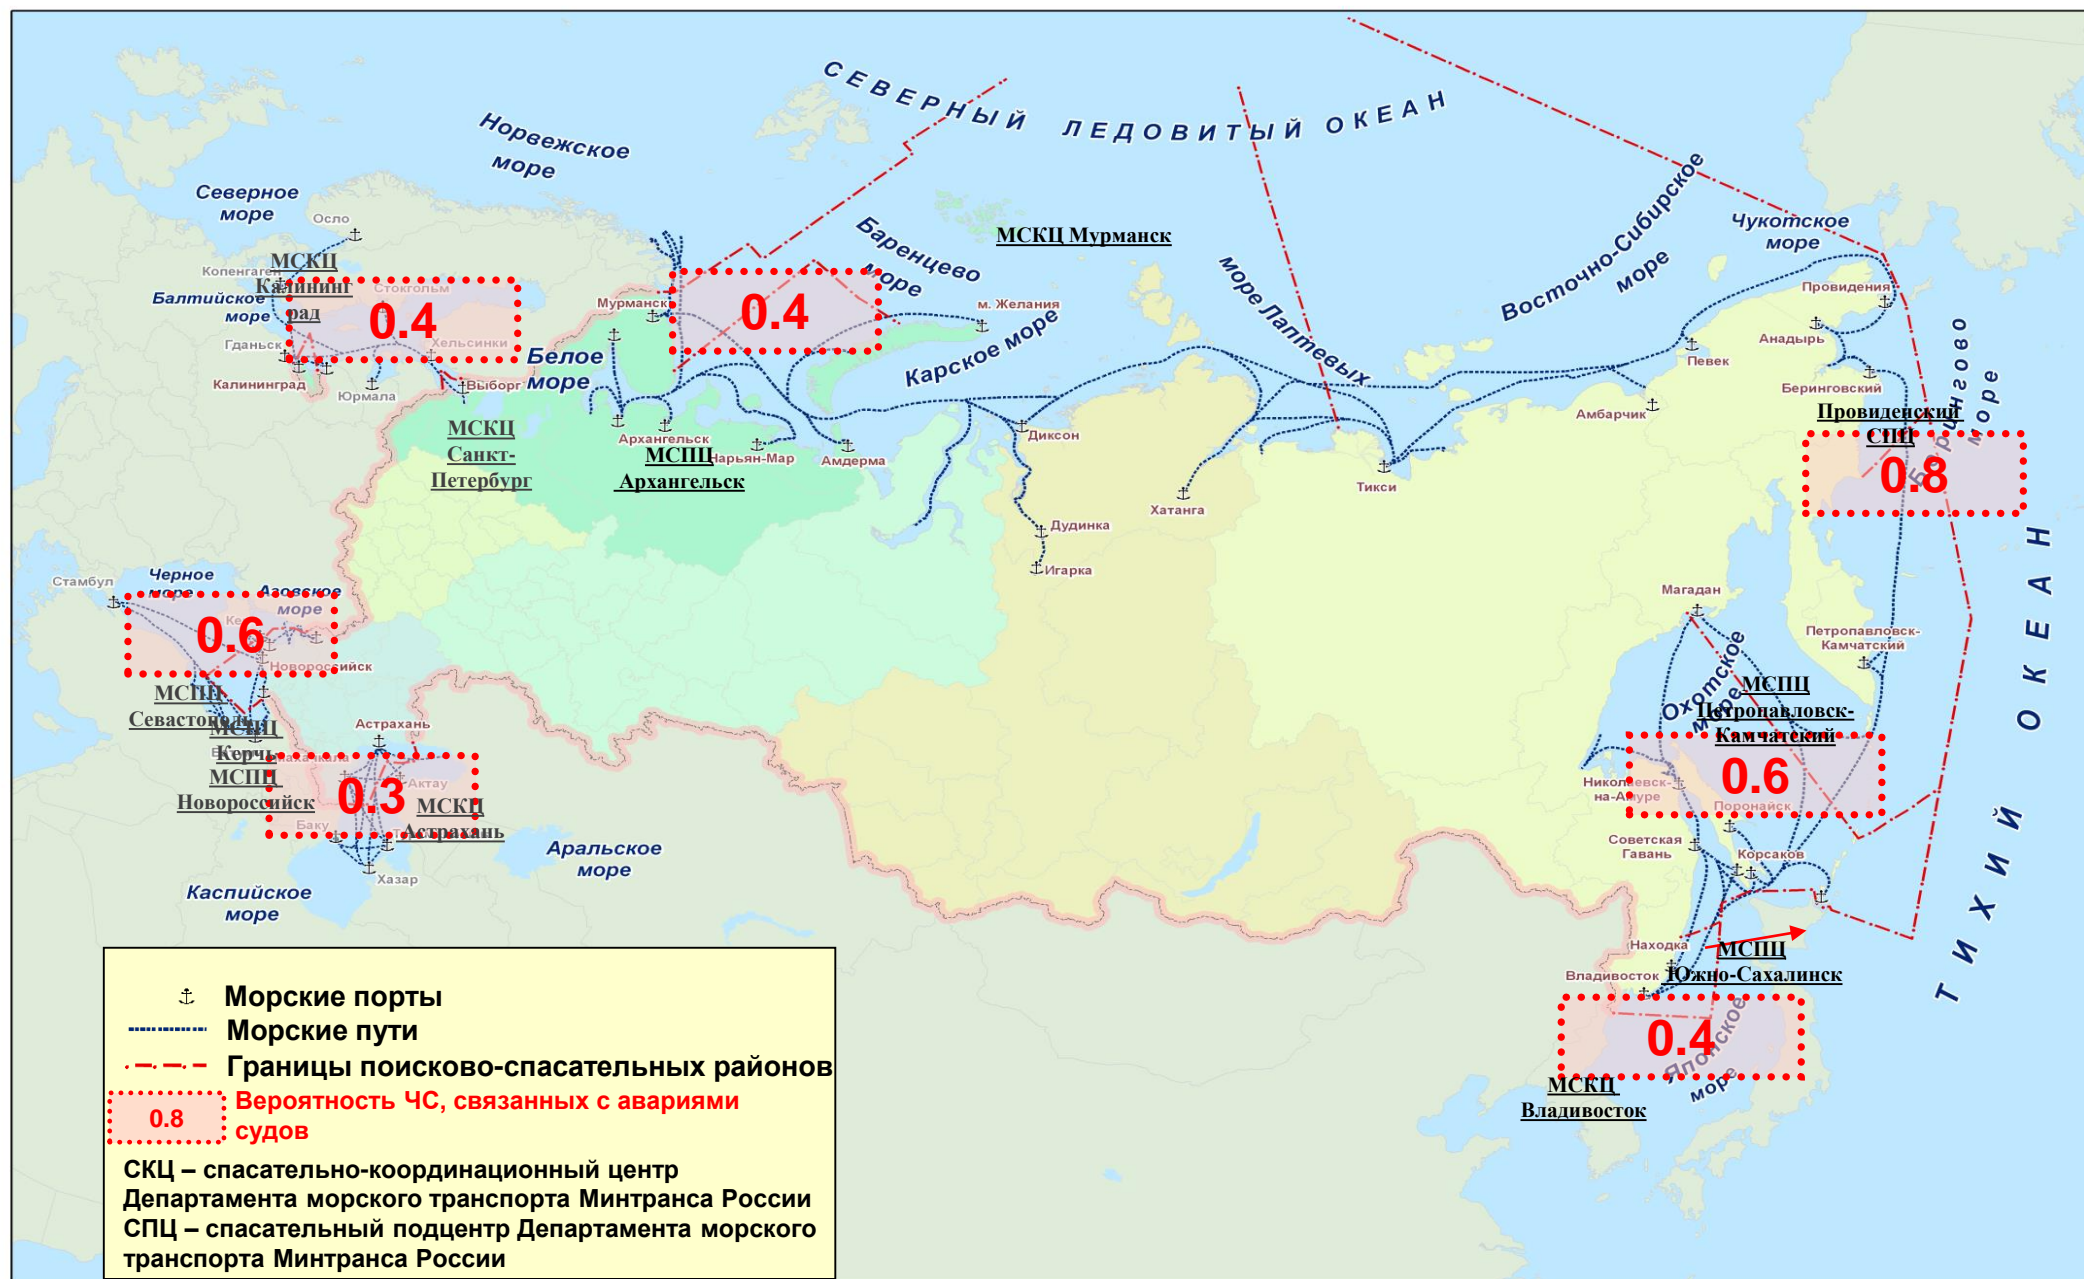 СЕВЕРНЫЙ ЛЕДОВИТЫЙ ОКЕАН
Норвежское
море
Северное
море
Осло
Копенгаген
МСКЦ
Калининг
рад
Балтийское
море
Стокгольм
0.4
Гданьск
Хельсинки
Калининград
Юрмала
Выборг
Мурманск
0.4
Баренцево
море
МСКЦ Мурманск
м. Желания
Белое
море
Карское море
море Лаптевых
Восточно-Сибирское
море
Чукотское
море
Провидения
Анадырь
Певек
Беринговский
Амбарчик
Провиденский
СПЦ
Берингово
море
0.8
МСКЦ
Санкт-
Петербург
Архангельск
МСПЦ
Архангельск
Нарьян-Мар
Амдерма
Диксон
Тикси
Хатанга
Дудинка
Игарка
Стамбул
Черное
море
Азовское
море
0.6
Новороссийск
МСПЦ
Севастополь
МСПЦ
Керчь
МСПЦ
Новороссийск
Астрахань
0.3
Актау
Баку
МСКЦ
Астрахань
Хазар
Каспийское
море
Аральское
море
Магадан
Петропавловск-
Камчатский
Охотское
море
МСПЦ
Петропавловск-
Камчатский
0.6
Николаевск-
на-Амуре
Поронайск
Советская
Гавань
Корсаков
Находка
МСПЦ
Южно-Сахалинск
Владивосток
0.4
Японское
море
МСКЦ
Владивосток
ТИХИЙ ОКЕАН
Морские порты
Морские пути
Границы поисково-спасательных районов
0.8
Вероятность ЧС, связанных с авариями
судов
СКЦ – спасательно-координационный центр
Департамента морского транспорта Минтранса России
СПЦ – спасательный подцентр Департамента морского
транспорта Минтранса России